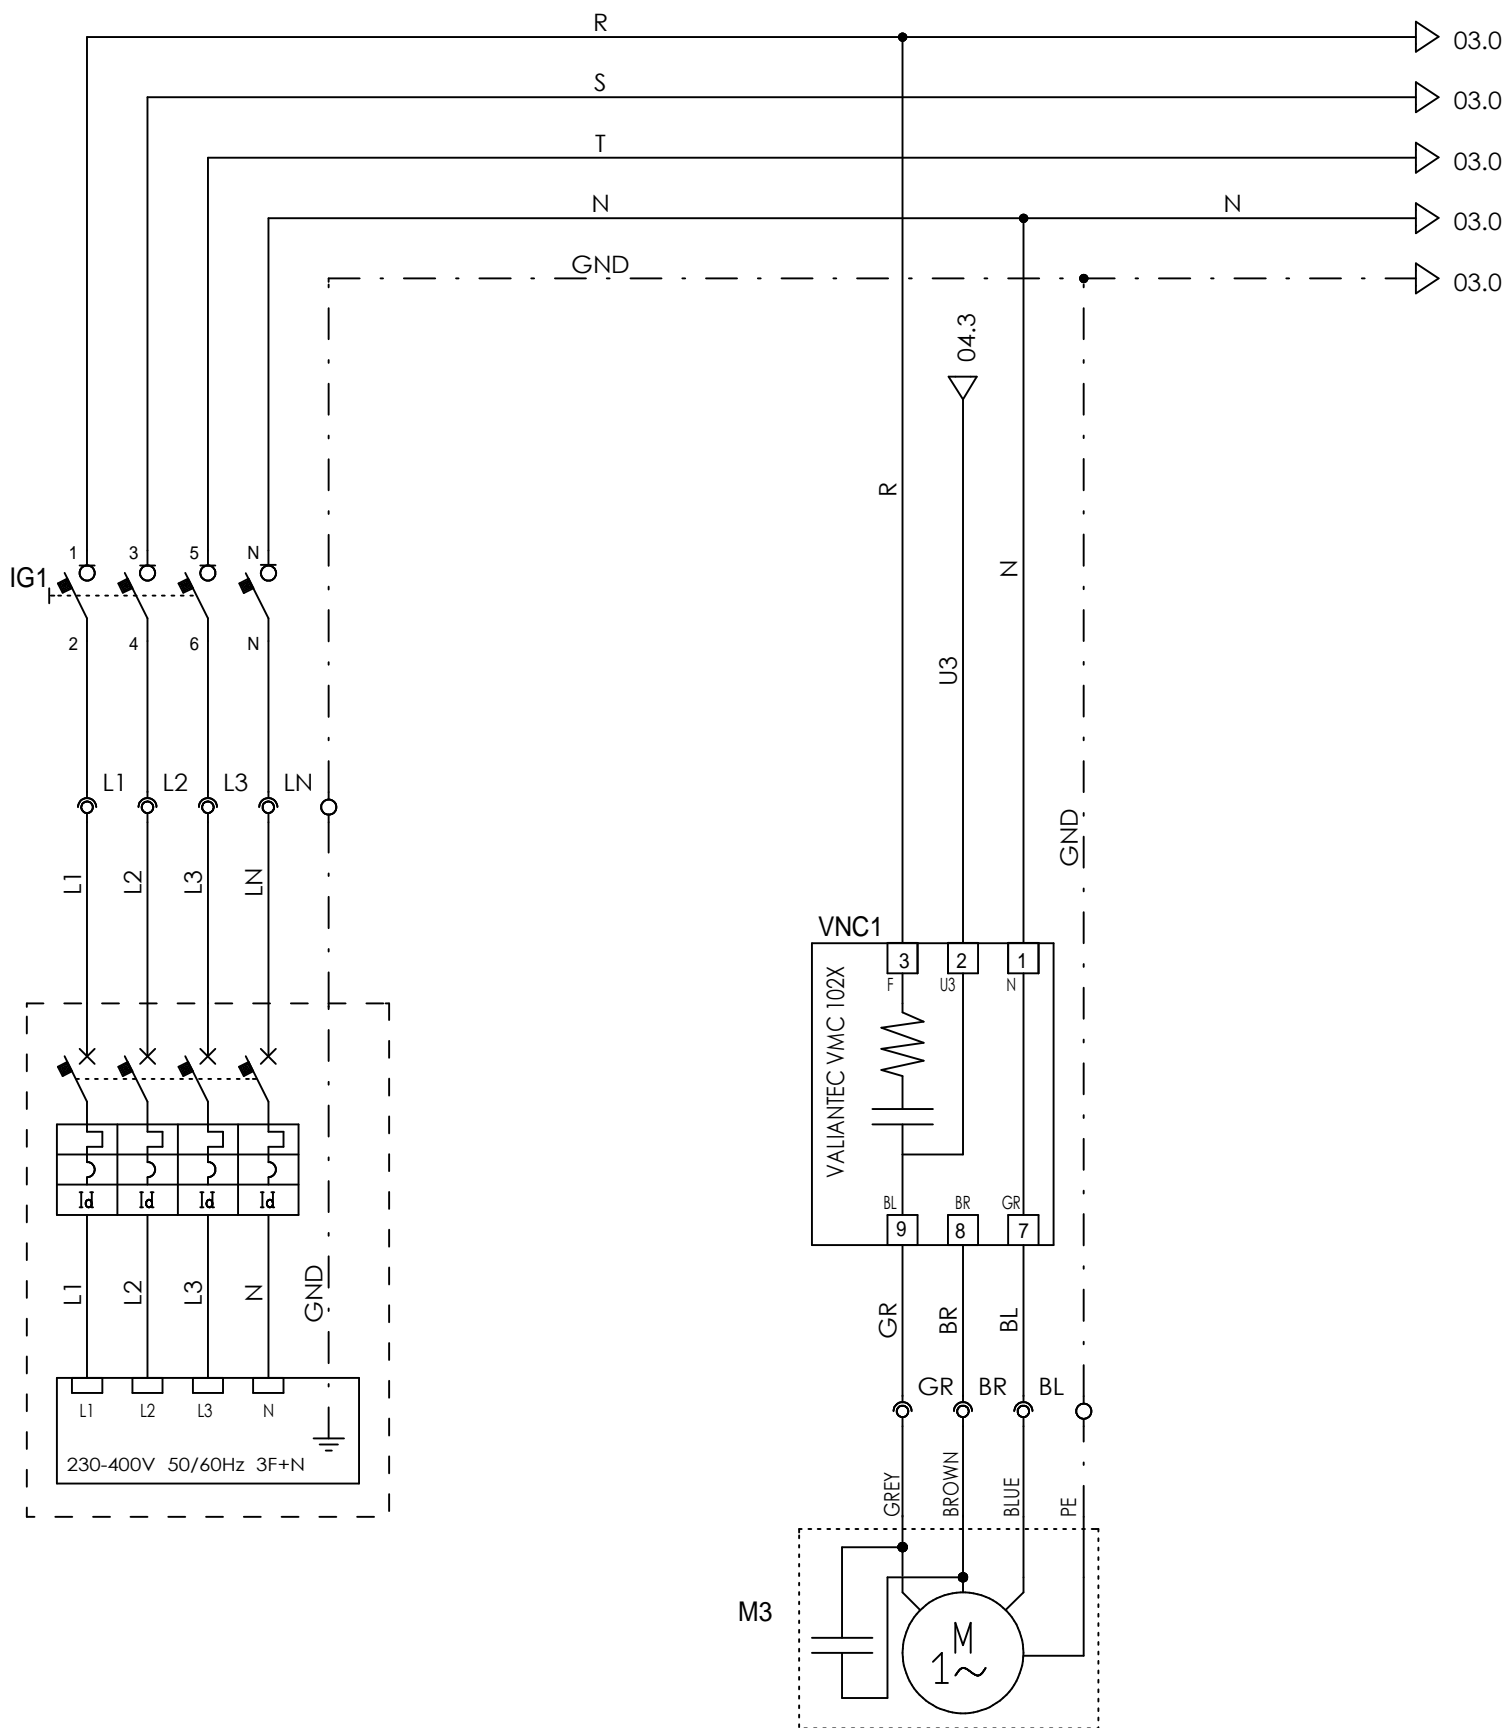 R
03.0
S
03.0
T
03.0
N
N
03.0
GND
03.0
04.3
R
U3
N
GND
1
3
5
N
IG1
2
4
6
N
L1
L2
L3
LN
L1
L2
L3
LN
VNC1
3
2
1
F
U3
N
VALIANTEC VMC 102X
BL
BR
GR
9
8
7
Id
Id
Id
Id
L1
L2
L3
N
GND
GR
BR
BL
L1
L2
L3
N
230-400V 50/60Hz 3F+N
GR
BR
BL
GREY
BROWN
BLUE
PE
M3
M
1~